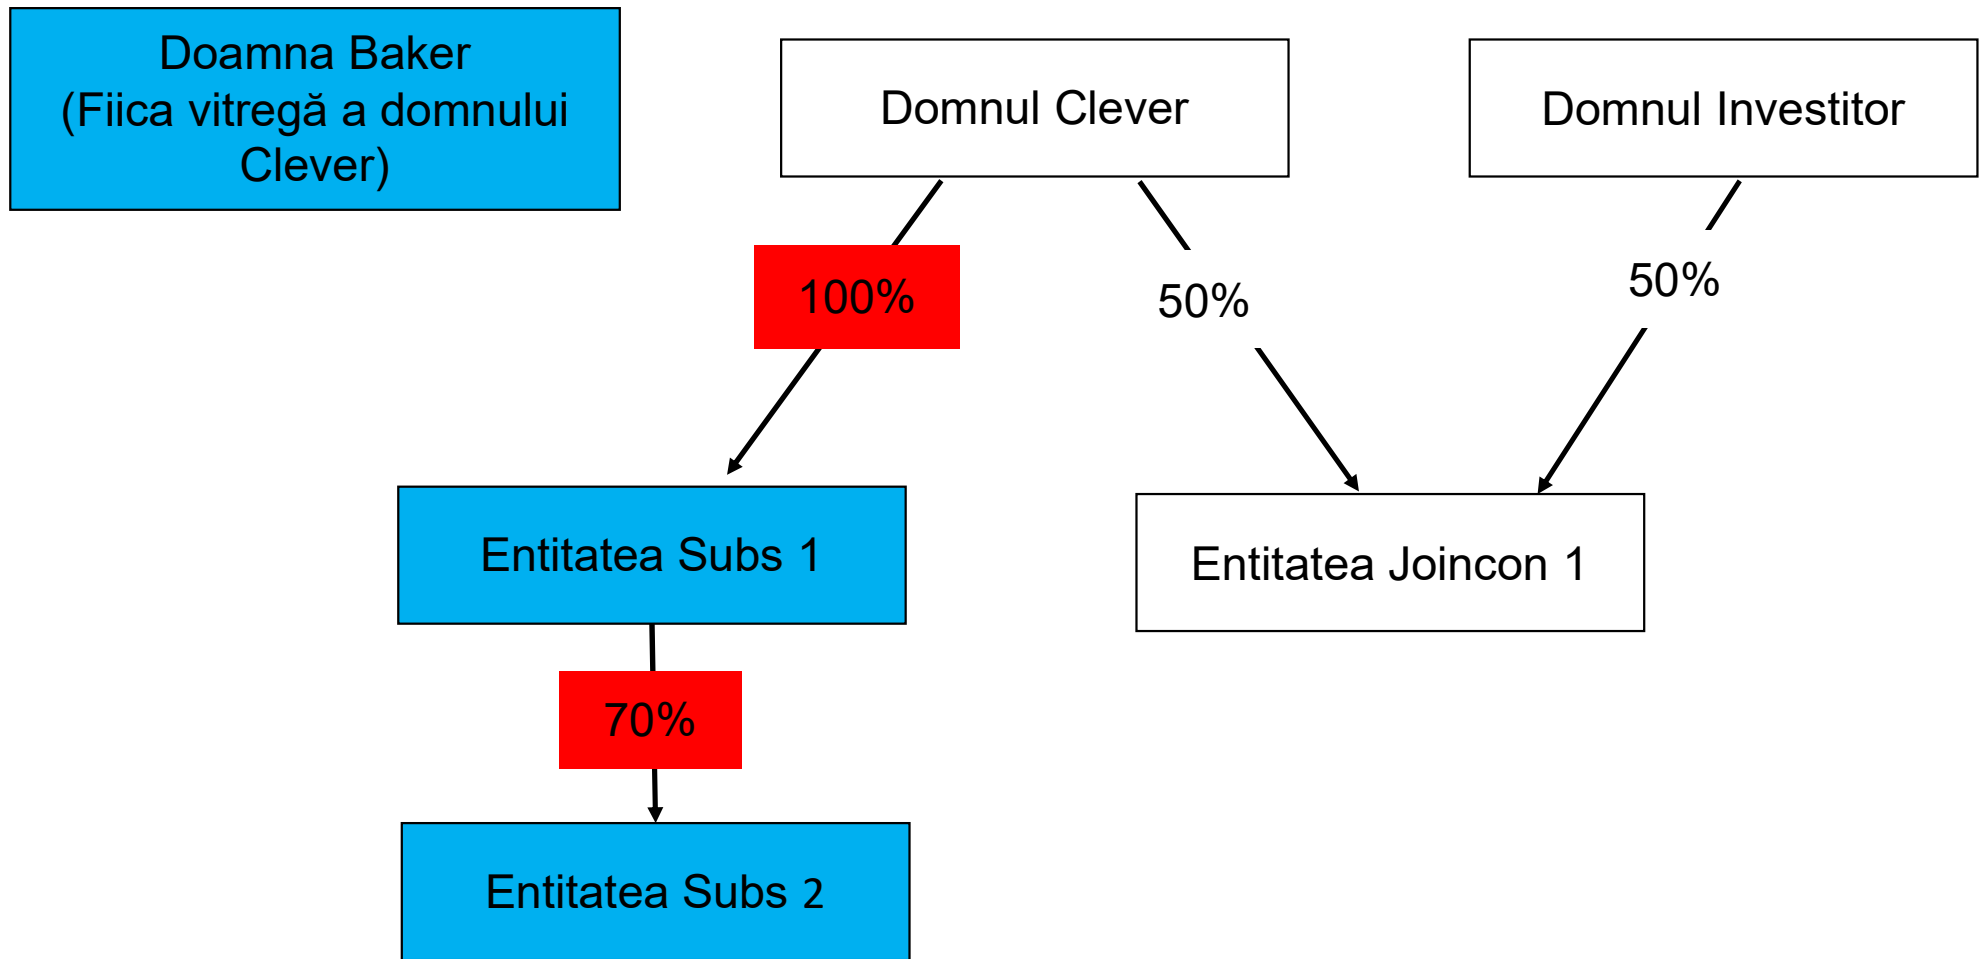 Doamna Baker
(Fiica vitregă a domnului
Clever)
Domnul Clever
Domnul Investitor
100%
50%
50%
Entitatea Subs 1
Entitatea Joincon 1
70%
Entitatea Subs 2